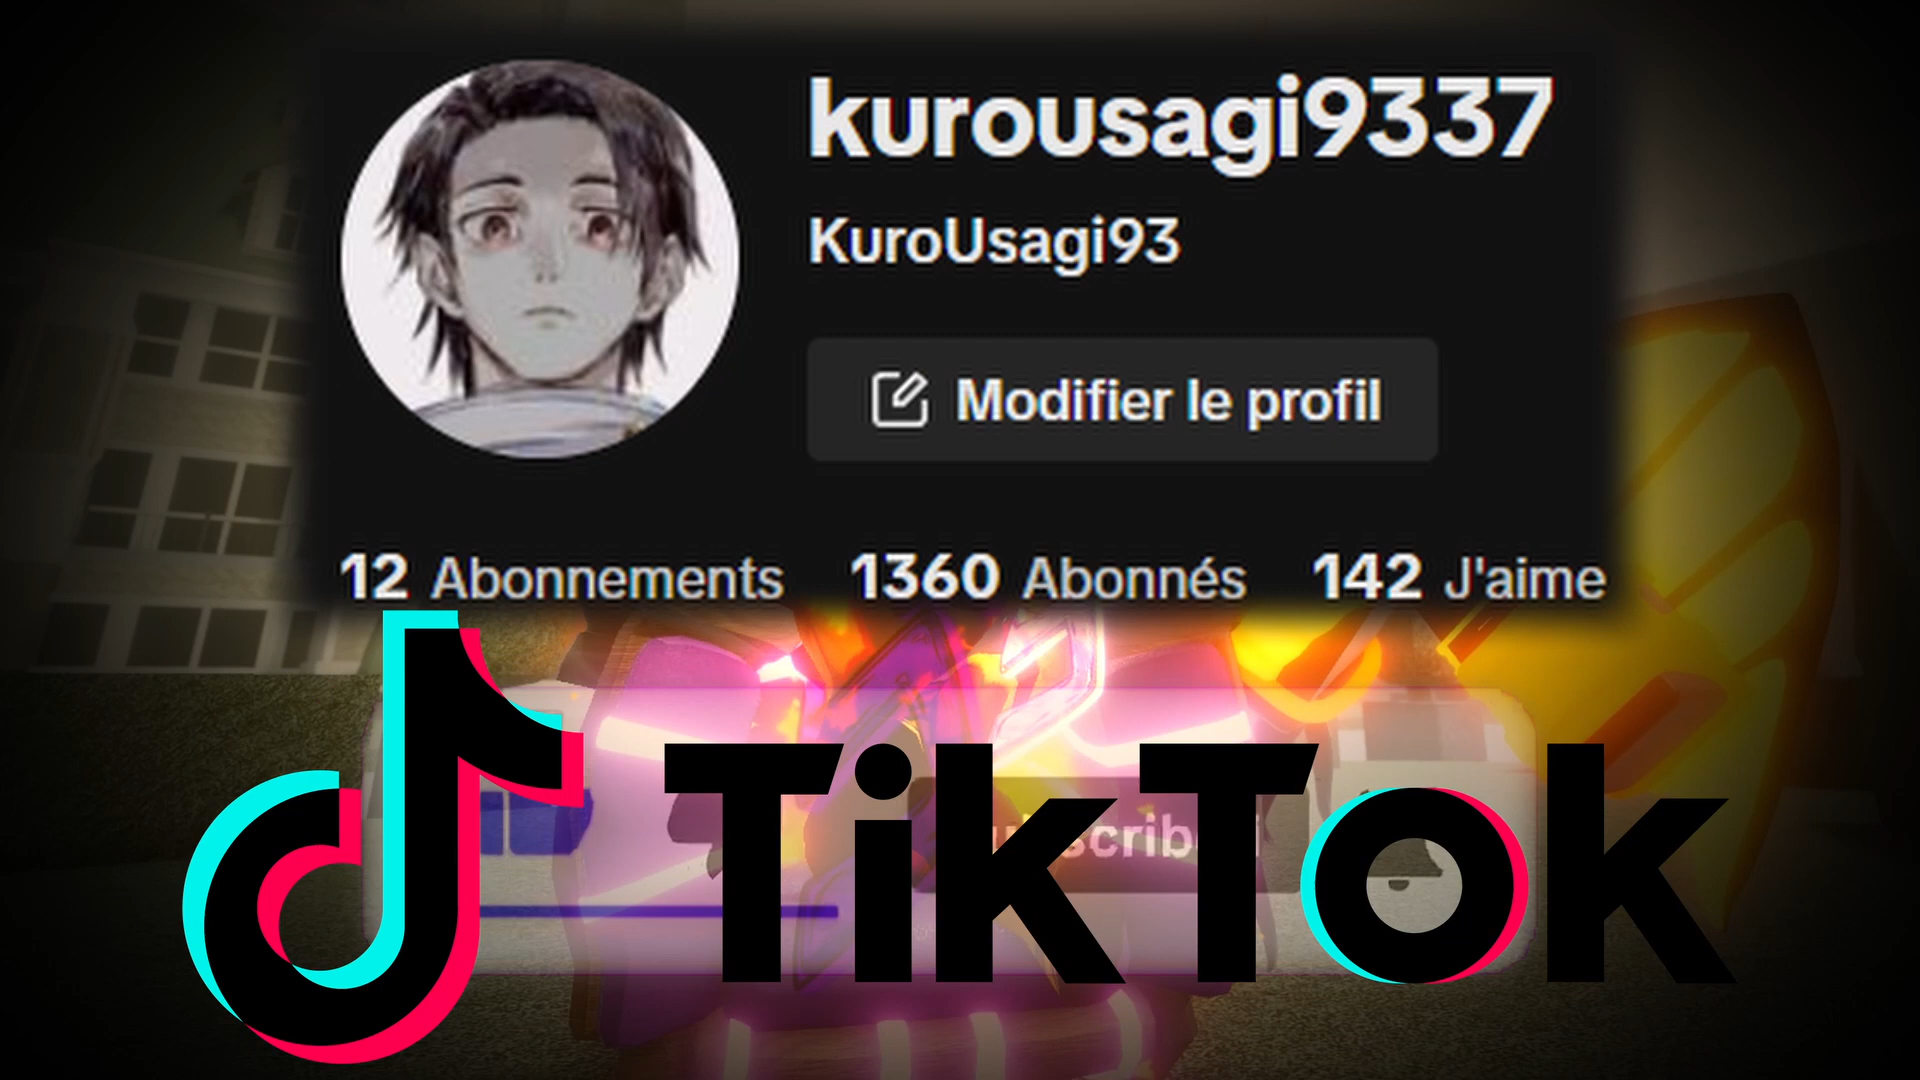 kurousagi9337
KuroUsagi93
Modifier le profil
12 Abonnements 1360 Abonnés 142 J'aime
TikTok